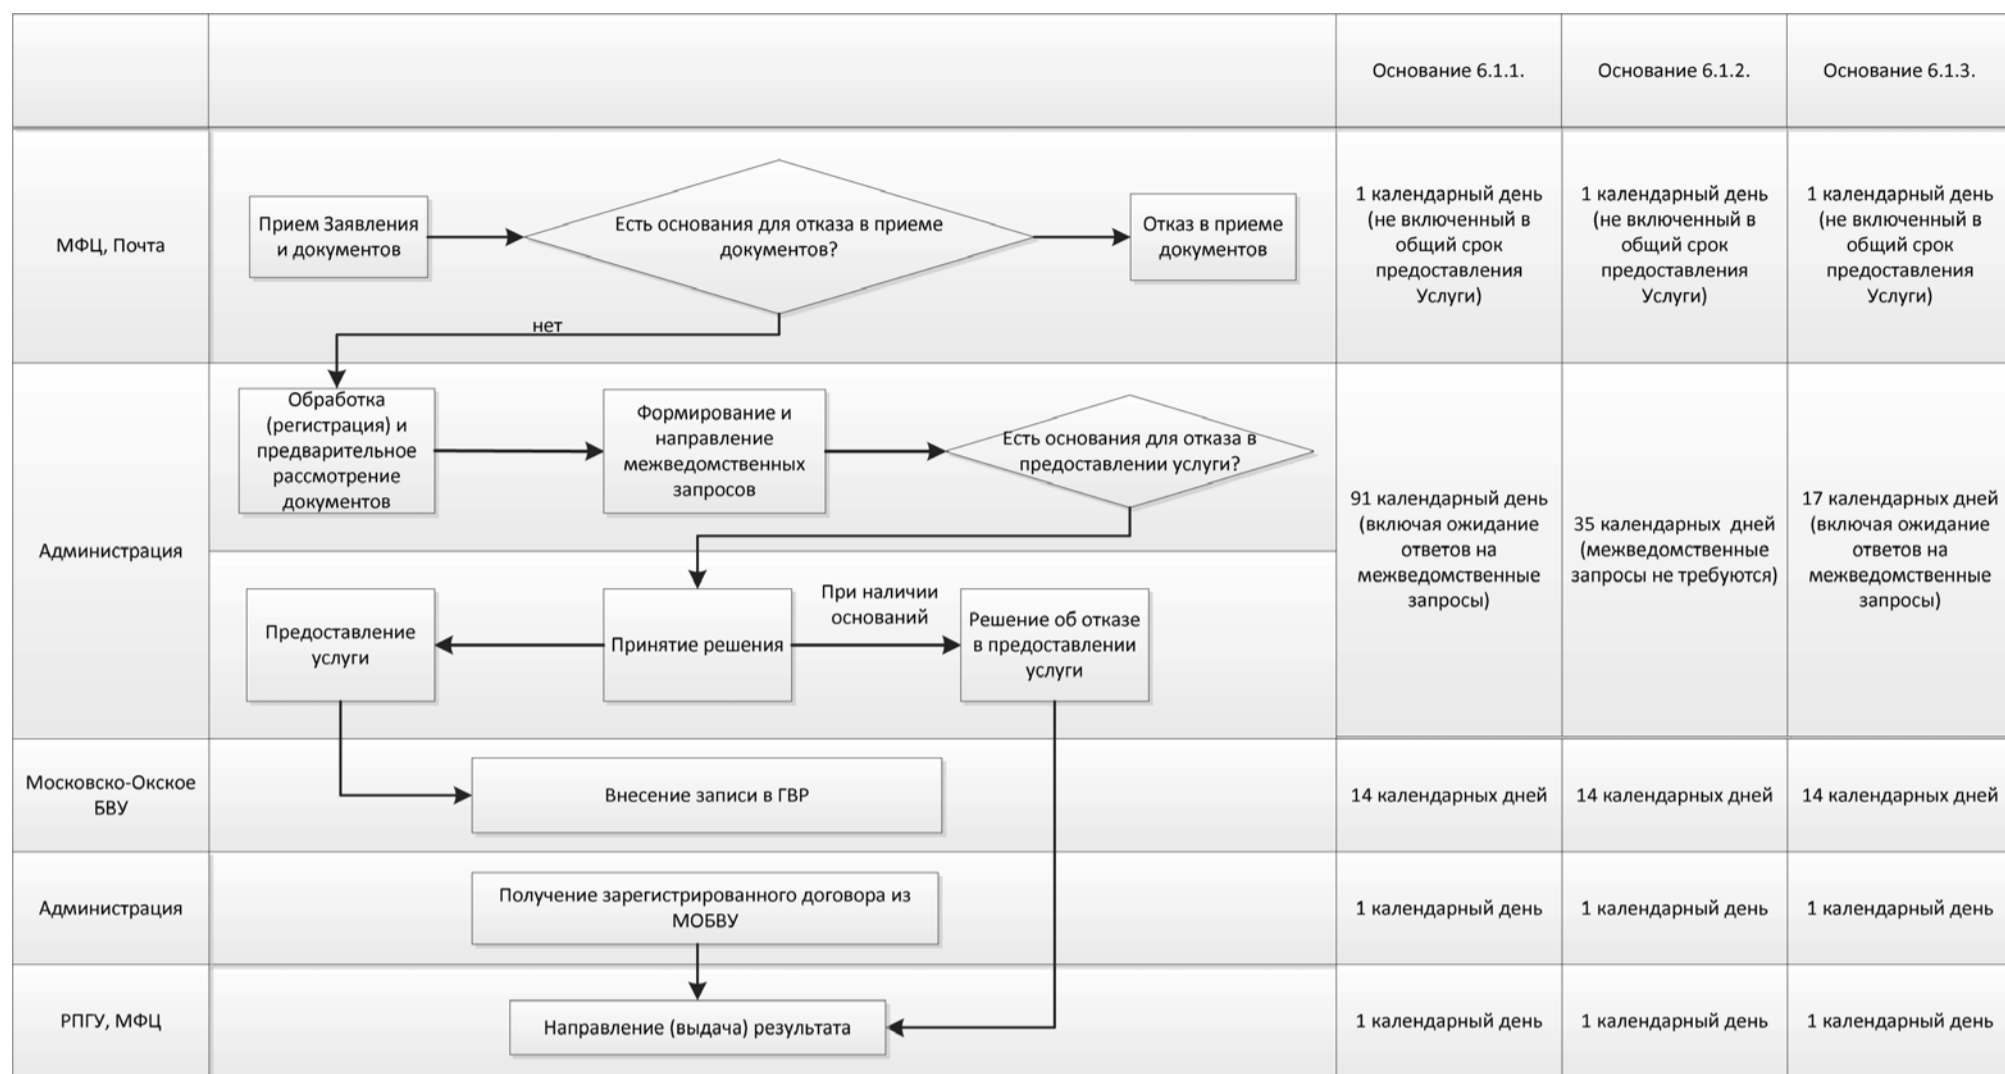 Основание 6.1.1.
Основание 6.1.2.
Основание 6.1.3.
МФЦ, Почта
Прием Заявления
и документов
Есть основания для отказа в приеме
документов?
Отказ в приеме
документов
нет
1 календарный день
(не включенный в
общий срок
предоставления
Услуги)
1 календарный день
(не включенный в
общий срок
предоставления
Услуги)
1 календарный день
(не включенный в
общий срок
предоставления
Услуги)
Администрация
Обработка
(регистрация) и
предварительное
рассмотрение
документов
Формирование и
направление
межведомственных
запросов
Есть основания для отказа в
предоставлении услуги?
Предоставление
услуги
Принятие решения
При наличии
оснований
Решение об отказе
в предоставлении
услуги
91 календарный день
(включая ожидание
ответов на
межведомственные
запросы)
35 календарных дней
(межведомственные
запросы не требуются)
17 календарных дней
(включая ожидание
ответов на
межведомственные
запросы)
Московско-Окское
БВУ
Внесение записи в ГВР
14 календарных дней
14 календарных дней
14 календарных дней
Администрация
Получение зарегистрированного договора из
МОБВУ
1 календарный день
1 календарный день
1 календарный день
РПГУ, МФЦ
Направление (выдача) результата
1 календарный день
1 календарный день
1 календарный день